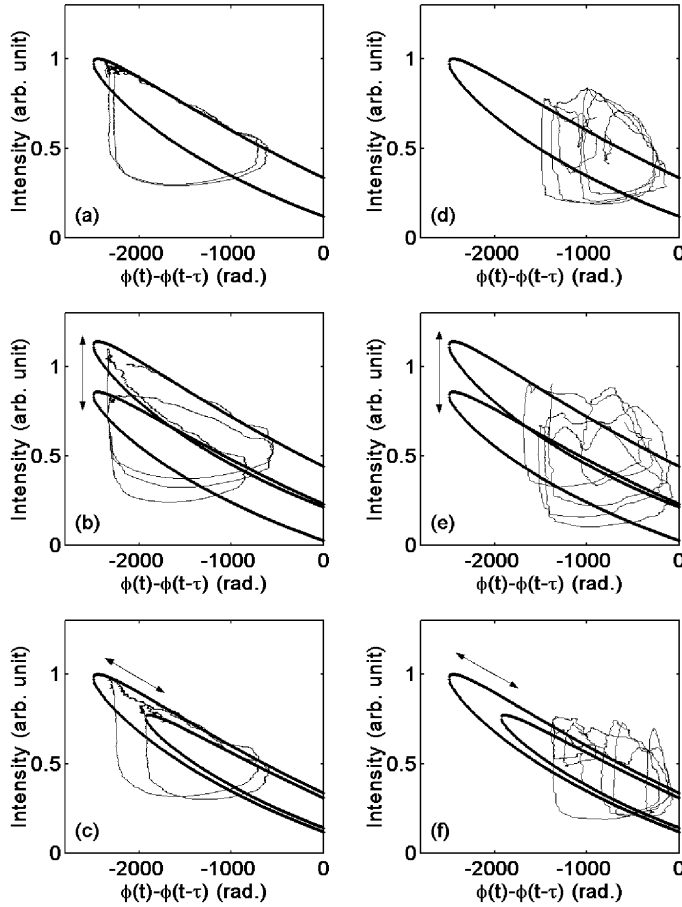 Intensity (arb. unit)
1
0.5
0
(a)
-2000 -1000 0
ϕ(t)-ϕ(t-τ) (rad.)
Intensity (arb. unit)
1
0.5
0
(d)
-2000 -1000 0
ϕ(t)-ϕ(t-τ) (rad.)
Intensity (arb. unit)
1
0.5
0
(b)
-2000 -1000 0
ϕ(t)-ϕ(t-τ) (rad.)
Intensity (arb. unit)
1
0.5
0
(e)
-2000 -1000 0
ϕ(t)-ϕ(t-τ) (rad.)
Intensity (arb. unit)
1
0.5
0
(c)
-2000 -1000 0
ϕ(t)-ϕ(t-τ) (rad.)
Intensity (arb. unit)
1
0.5
0
(f)
-2000 -1000 0
ϕ(t)-ϕ(t-τ) (rad.)